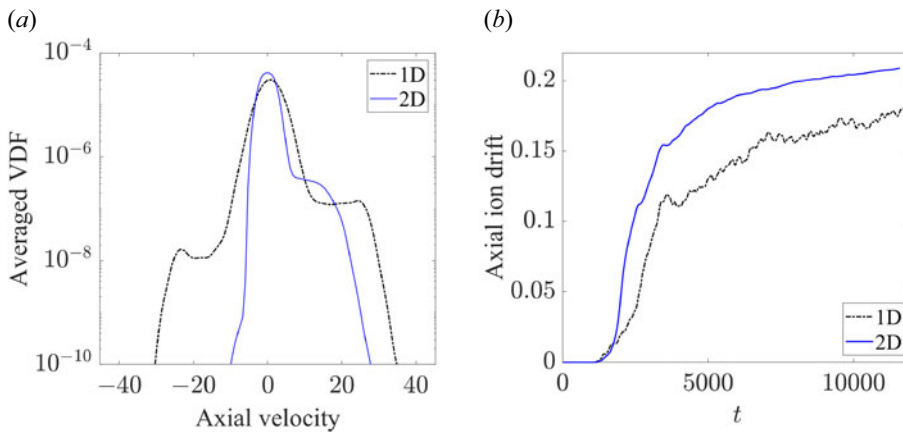 (a)
Averaged VDF
10⁻⁴
10⁻⁶
10⁻⁸
10⁻¹⁰
−40 −20 0 20 40
Axial velocity
1D
2D
(b)
Axial ion drift
0.2
0.15
0.1
0.05
0
0 5000 10000
t
1D
2D